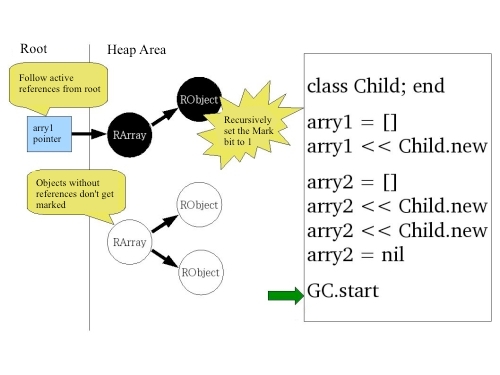 Root
Heap Area
Follow active
references from root
arry1
pointer
RArray
RObject
Recursively
set the Mark
bit to 1
Objects without
references don't get
marked
RArray
RObject
RObject
class Child; end
arry1 = []
arry1 << Child.new
arry2 = []
arry2 << Child.new
arry2 << Child.new
arry2 = nil
GC.start